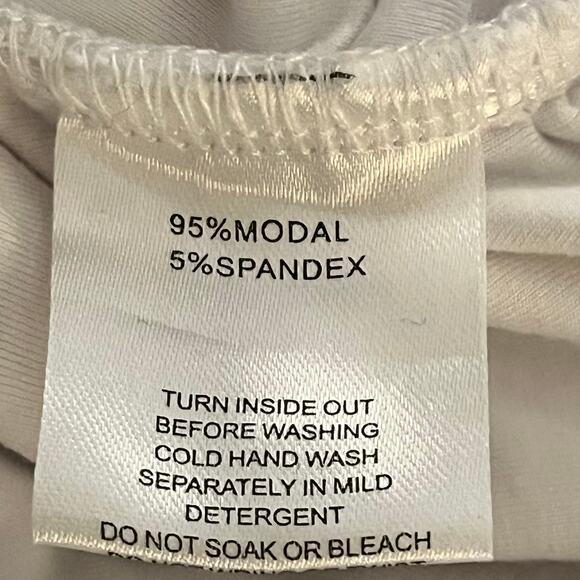 95%MODAL
5%SPANDEX
TURN INSIDE OUT
BEFORE WASHING
COLD HAND WASH
SEPARATELY IN MILD
DETERGENT
DO NOT SOAK OR BLEACH